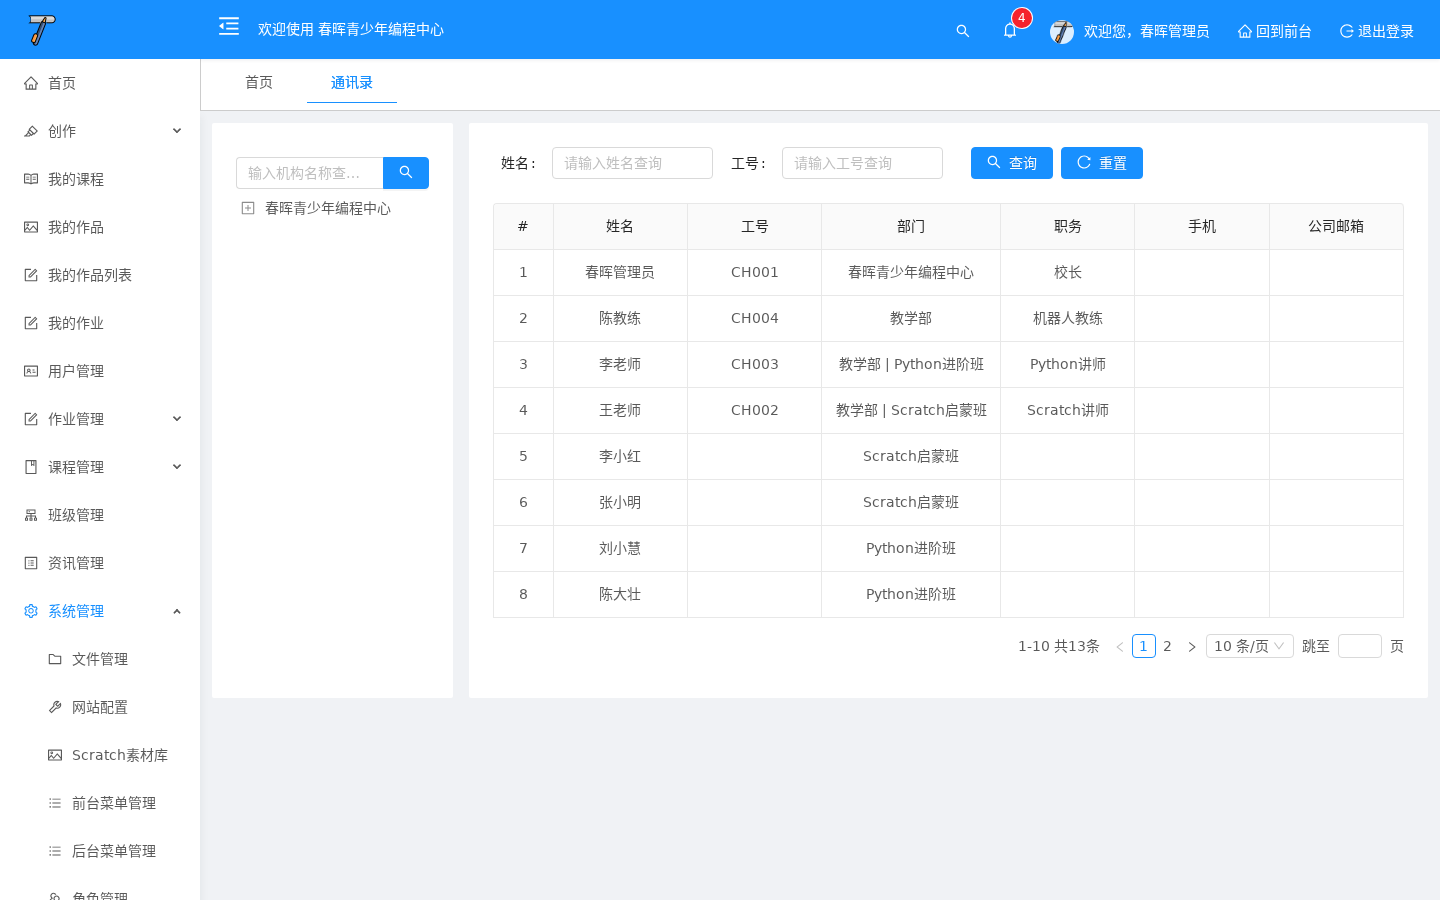 欢迎使用 春晖青少年编程中心
4
欢迎您，春晖管理员
回到前台
退出登录
首页
创作
我的课程
我的作品
我的作品列表
我的作业
用户管理
作业管理
课程管理
班级管理
资讯管理
系统管理
文件管理
网站配置
Scratch素材库
前台菜单管理
后台菜单管理
角色管理
首页 通讯录
输入机构名称查...
春晖青少年编程中心
姓名： 请输入姓名查询 工号： 请输入工号查询 查询 重置
# 姓名 工号 部门 职务 手机 公司邮箱
1 春晖管理员 CH001 春晖青少年编程中心 校长
2 陈教练 CH004 教学部 机器人教练
3 李老师 CH003 教学部 | Python进阶班 Python讲师
4 王老师 CH002 教学部 | Scratch启蒙班 Scratch讲师
5 李小红 Scratch启蒙班
6 张小明 Scratch启蒙班
7 刘小慧 Python进阶班
8 陈大壮 Python进阶班
1-10 共13条 1 2 10 条/页 跳至 页